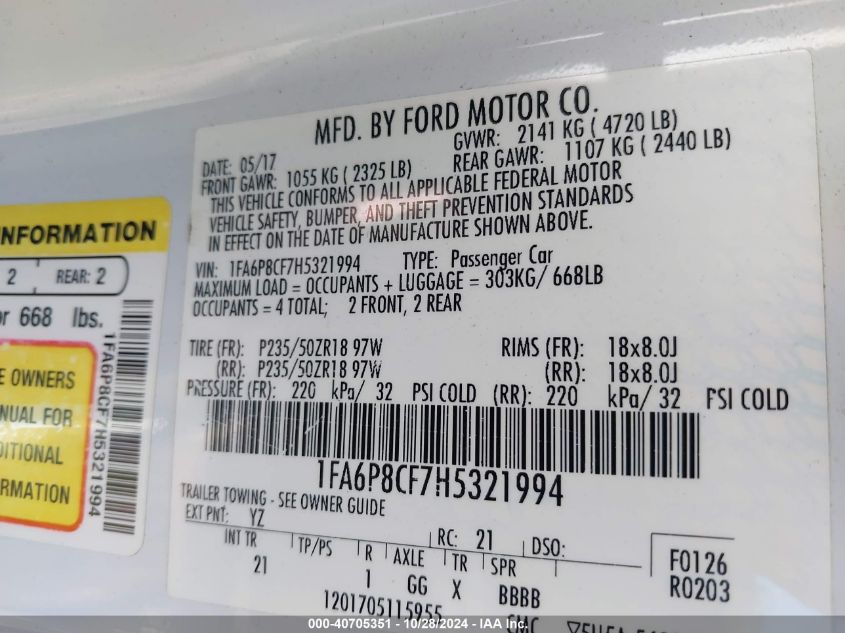 MFD. BY FORD MOTOR CO.
DATE: 05/17
GVWR: 2141 KG ( 4720 LB)
FRONT GAWR: 1055 KG ( 2325 LB)
REAR GAWR: 1107 KG ( 2440 LB)
THIS VEHICLE CONFORMS TO ALL APPLICABLE FEDERAL MOTOR
VEHICLE SAFETY, BUMPER, AND THEFT PREVENTION STANDARDS
IN EFFECT ON THE DATE OF MANUFACTURE SHOWN ABOVE.
VIN: 1FA6P8CF7H5321994 TYPE: Passenger Car
MAXIMUM LOAD = OCCUPANTS + LUGGAGE = 303KG/ 668LB
OCCUPANTS = 4 TOTAL; 2 FRONT, 2 REAR
TIRE (FR): P235/50ZR18 97W RIMS (FR): 18x8.0J
(RR): P235/50ZR18 97W (RR): 18x8.0J
PRESSURE (FR): 220 kPa/ 32 PSI COLD (RR): 220 kPa/ 32 PSI COLD
1FA6P8CF7H5321994
TRAILER TOWING - SEE OWNER GUIDE
EXT PNT: YZ RC: 21 DSO:
INT TR TP/PS R AXLE TR SPR
21 1 GG X BBBB
F0126
R0203
1201705115955
INFORMATION
2 REAR: 2
or 668 lbs.
OWNERS
FOR
1FA6P8CF7H5321994
000-40705351 - 10/28/2024 - IAA Inc.